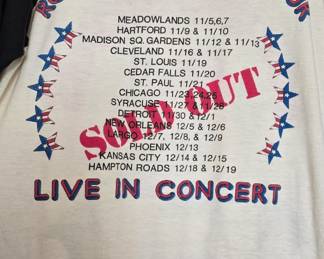 MEADOWLANDS 11/5,6,7
HARTFORD 11/9 & 11/10
MADISON SQ. GARDENS 11/12 & 11/13
CLEVELAND 11/16 & 11/17
ST. LOUIS 11/19
CEDAR FALLS 11/20
ST. PAUL 11/21
CHICAGO 11/23,24,25
SYRACUSE 11/27 & 11/28
DETROIT 11/30 & 12/1
NEW ORLEANS 12/5 & 12/6
LARGO 12/7, 12/8, & 12/9
PHOENIX 12/13
KANSAS CITY 12/14 & 12/15
HAMPTON ROADS 12/18 & 12/19
SOLD OUT
LIVE IN CONCERT